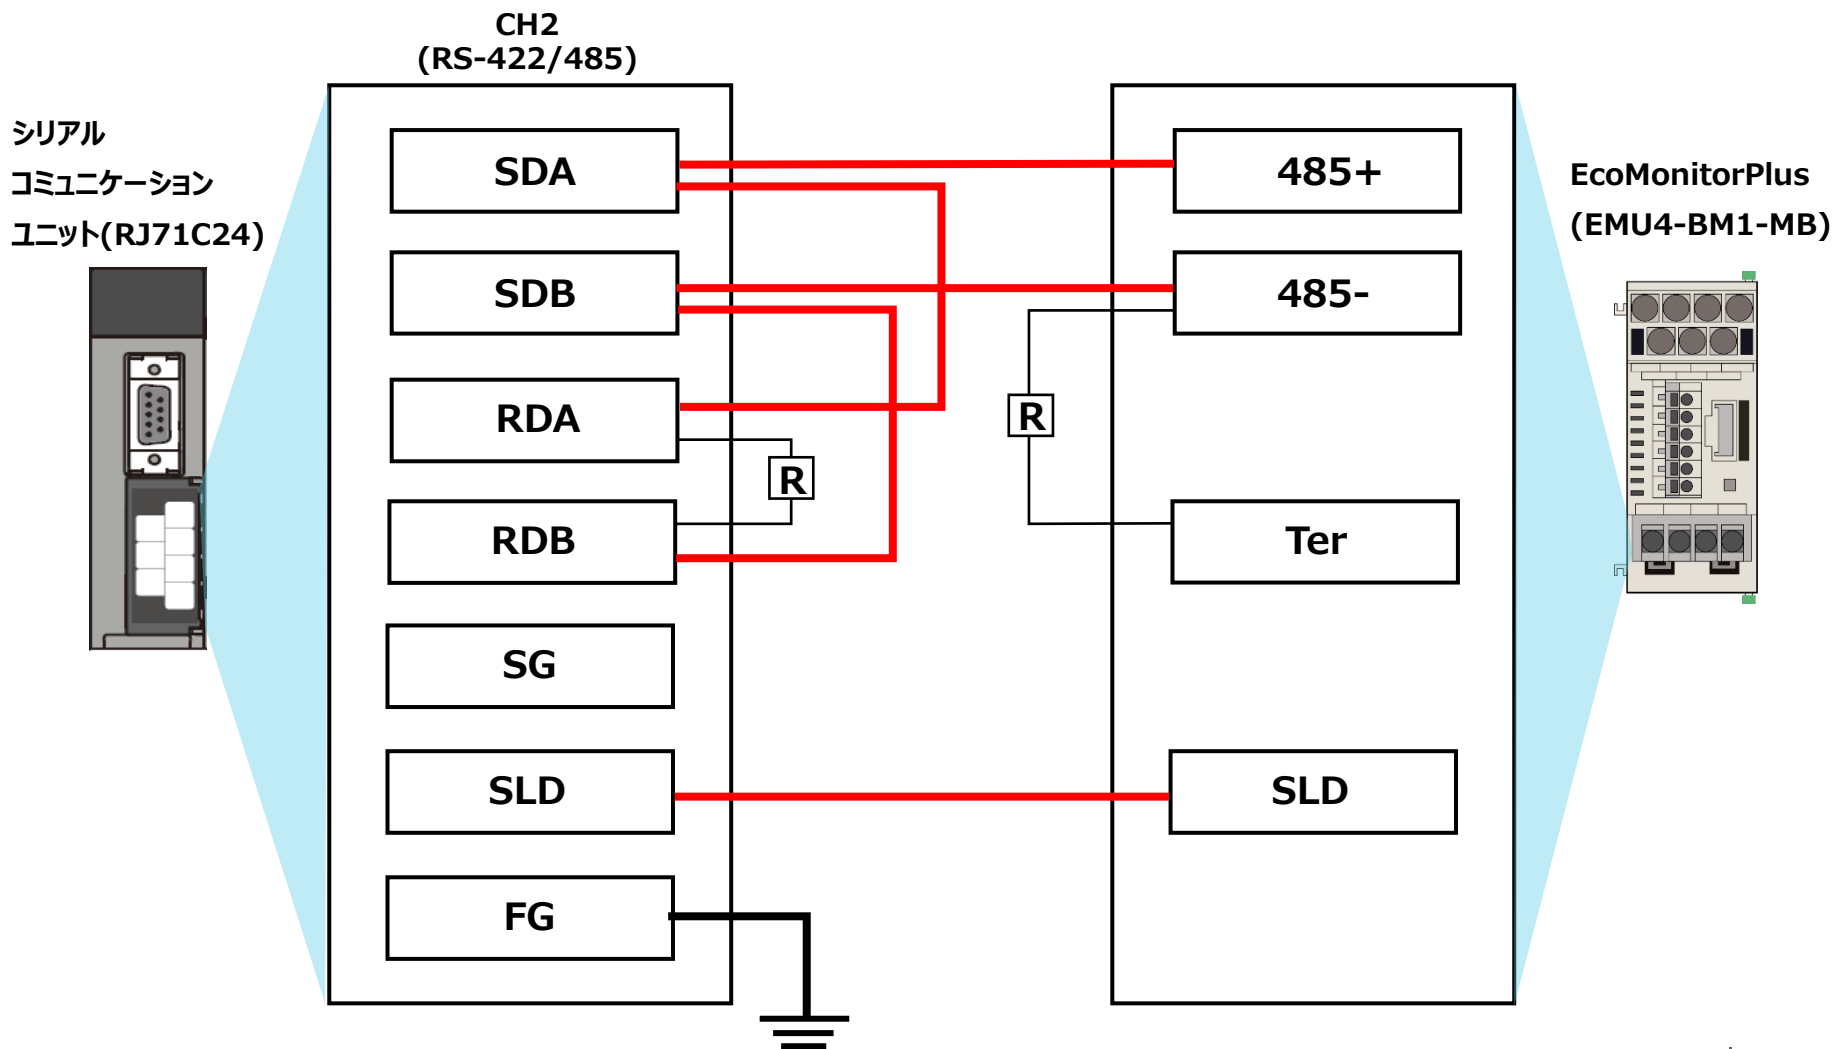 CH2
(RS-422/485)
シリアル
コミュニケーション
ユニット(RJ71C24)
EcoMonitorPlus
(EMU4-BM1-MB)
SDA
485+
SDB
485-
RDA
R
R
RDB
Ter
SG
SLD
SLD
FG